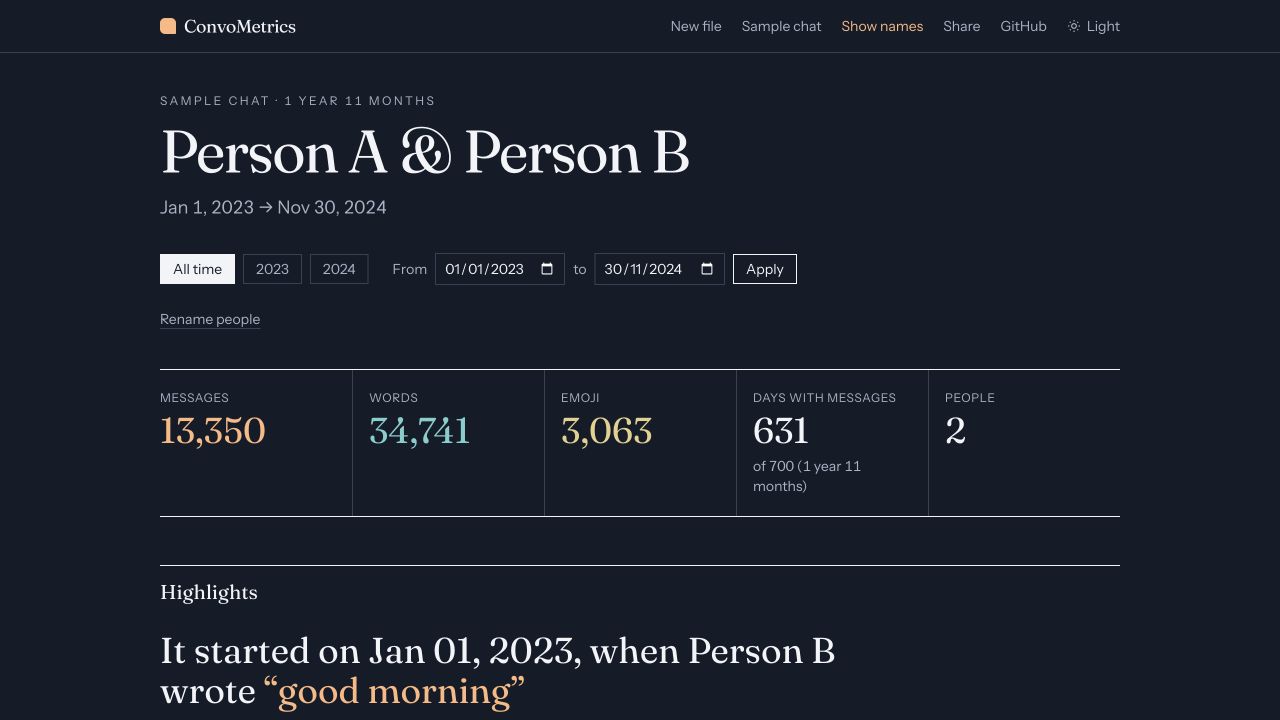 ConvoMetrics
New file Sample chat Show names Share GitHub Light
SAMPLE CHAT · 1 YEAR 11 MONTHS
Person A & Person B
Jan 1, 2023 → Nov 30, 2024
All time 2023 2024 From 01/01/2023 to 30/11/2024 Apply
Rename people
MESSAGES
13,350
WORDS
34,741
EMOJI
3,063
DAYS WITH MESSAGES
631
of 700 (1 year 11
months)
PEOPLE
2
Highlights
It started on Jan 01, 2023, when Person B
wrote “good morning”